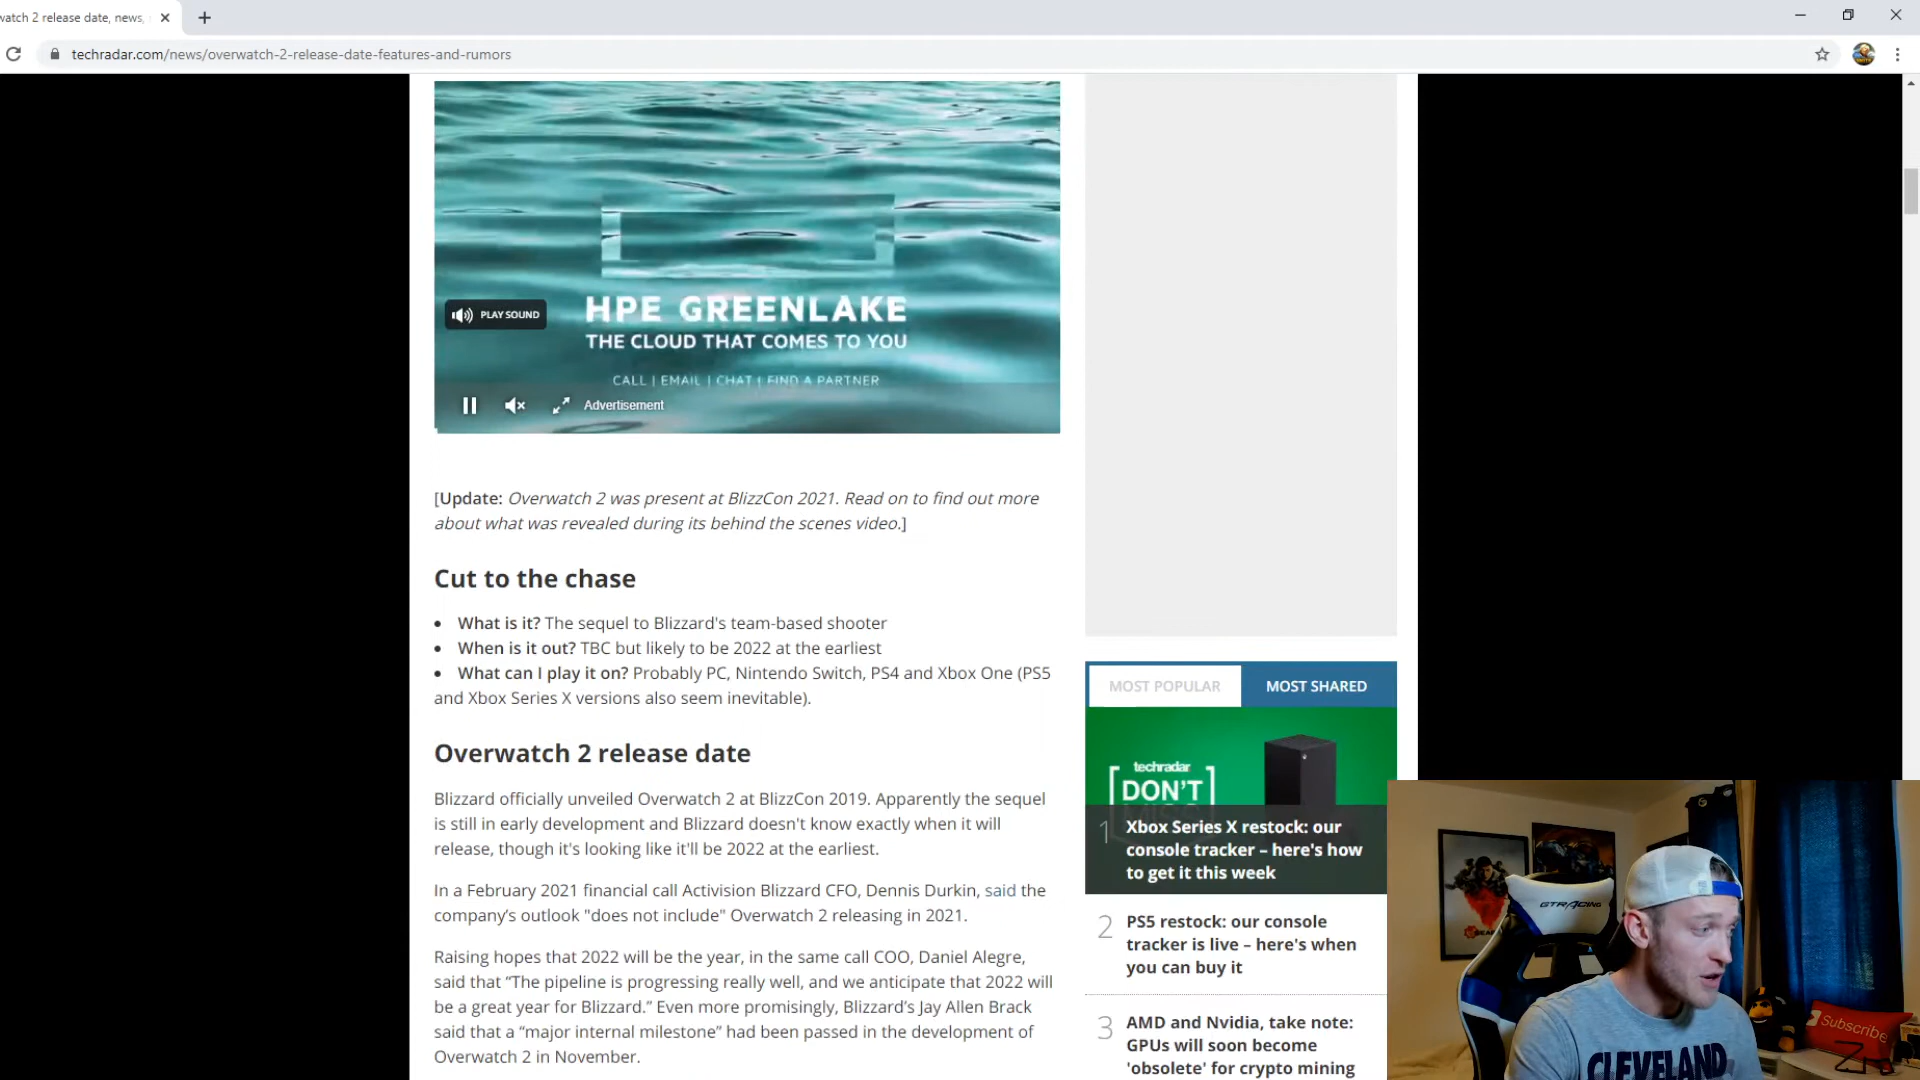 watch 2 release date, news,
techradar.com/news/overwatch-2-release-date-features-and-rumors
HPE GREENLAKE
THE CLOUD THAT COMES TO YOU
CALL | EMAIL | CHAT | FIND A PARTNER
PLAY SOUND
Advertisement
[Update: Overwatch 2 was present at BlizzCon 2021. Read on to find out more
about what was revealed during its behind the scenes video.]
Cut to the chase
• What is it? The sequel to Blizzard's team-based shooter
• When is it out? TBC but likely to be 2022 at the earliest
• What can I play it on? Probably PC, Nintendo Switch, PS4 and Xbox One (PS5
and Xbox Series X versions also seem inevitable).
Overwatch 2 release date
Blizzard officially unveiled Overwatch 2 at BlizzCon 2019. Apparently the sequel
is still in early development and Blizzard doesn't know exactly when it will
release, though it's looking like it'll be 2022 at the earliest.
In a February 2021 financial call Activision Blizzard CFO, Dennis Durkin, said the
company's outlook "does not include" Overwatch 2 releasing in 2021.
Raising hopes that 2022 will be the year, in the same call COO, Daniel Alegre,
said that “The pipeline is progressing really well, and we anticipate that 2022 will
be a great year for Blizzard.” Even more promisingly, Blizzard’s Jay Allen Brack
said that a “major internal milestone” had been passed in the development of
Overwatch 2 in November.
MOST POPULAR
MOST SHARED
techradar
DON'T
1
Xbox Series X restock: our
console tracker – here's how
to get it this week
2
PS5 restock: our console
tracker is live – here's when
you can buy it
3
AMD and Nvidia, take note:
GPUs will soon become
'obsolete' for crypto mining
GTRACING
Subscribe
CLEVELAND